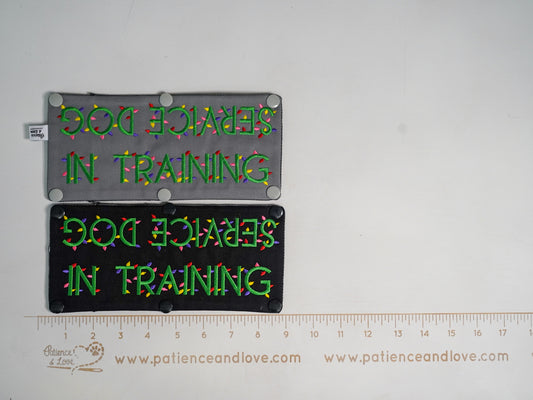 SERVICE DOG
IN TRAINING
SERVICE DOG
IN TRAINING
1 2 3 4 5 6 7 8 9 10 11 12 13 14 15 16 17
Patience & Love
www.patienceandlove.com
www.patienceandlove.com